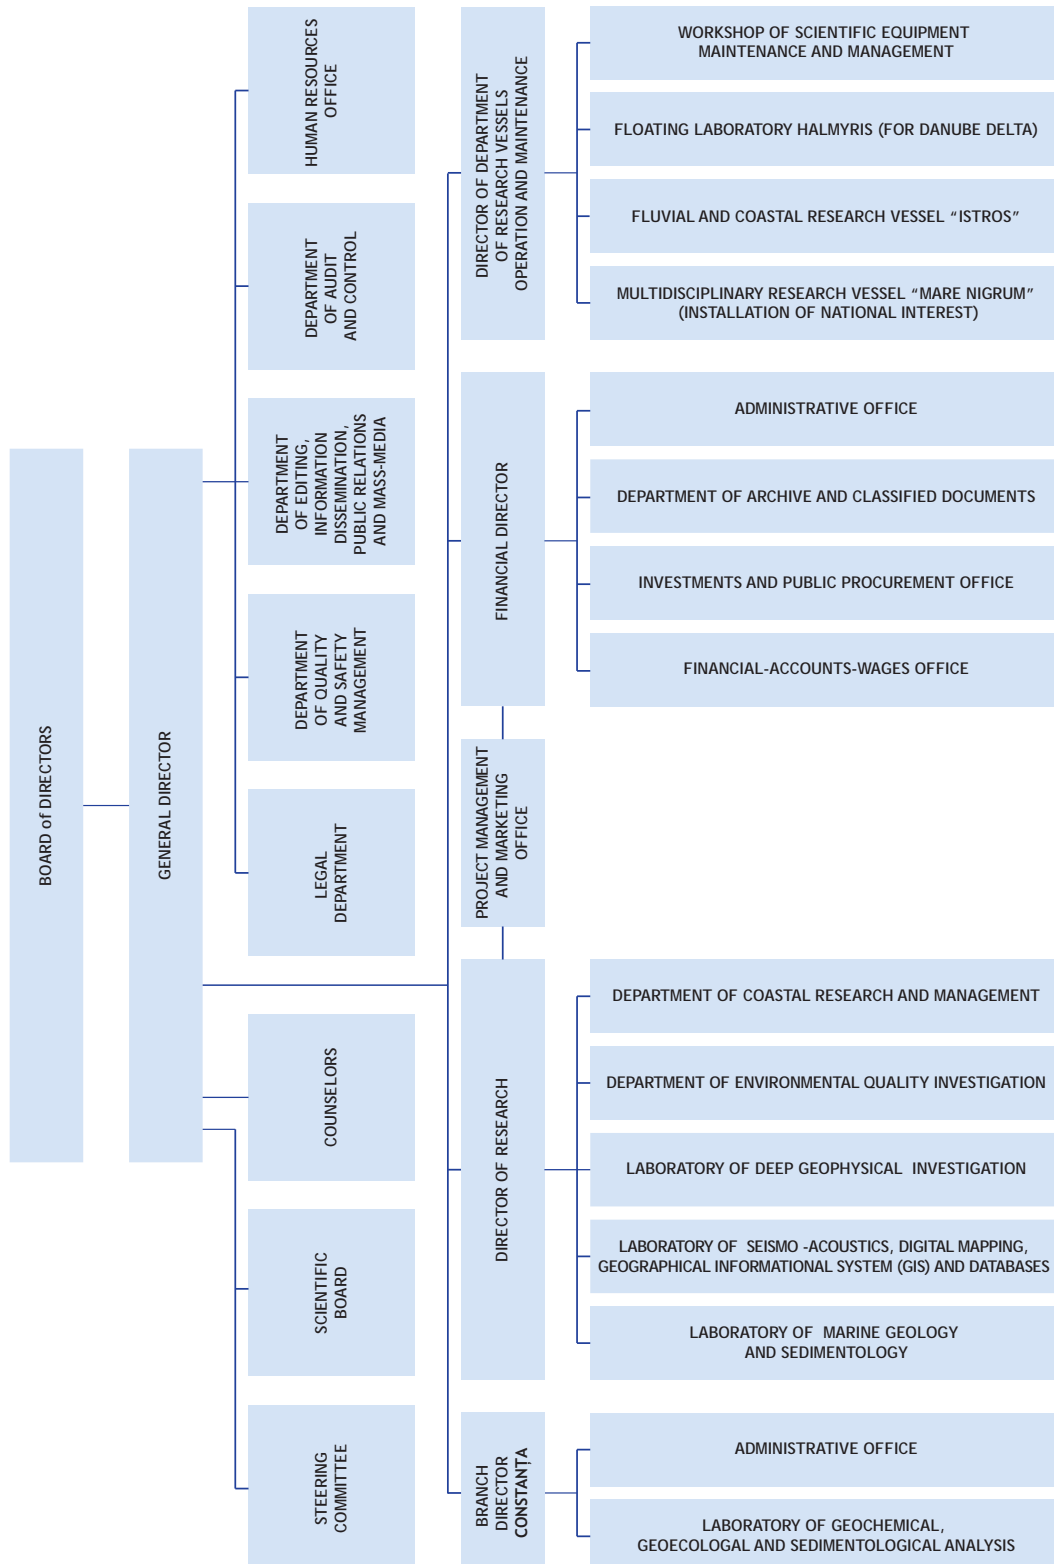 BOARD of DIRECTORS
GENERAL DIRECTOR
HUMAN RESOURCES
OFFICE
DEPARTMENT
OF AUDIT
AND CONTROL
DEPARTMENT
OF EDITING,
INFORMATION
DISSEMINATION,
PUBLIC RELATIONS
AND MASS-MEDIA
DEPARTMENT
OF QUALITY
AND SAFETY
MANAGEMENT
LEGAL
DEPARTMENT
COUNSELORS
SCIENTIFIC
BOARD
STEERING
COMMITTEE
DIRECTOR OF DEPARTMENT
OF RESEARCH VESSELS
OPERATION AND MAINTENANCE
WORKSHOP OF SCIENTIFIC EQUIPMENT
MAINTENANCE AND MANAGEMENT
FLOATING LABORATORY HALMYRIS (FOR DANUBE DELTA)
FLUVIAL AND COASTAL RESEARCH VESSEL “ISTROS”
MULTIDISCIPLINARY RESEARCH VESSEL “MARE NIGRUM”
(INSTALLATION OF NATIONAL INTEREST)
FINANCIAL DIRECTOR
ADMINISTRATIVE OFFICE
DEPARTMENT OF ARCHIVE AND CLASSIFIED DOCUMENTS
INVESTMENTS AND PUBLIC PROCUREMENT OFFICE
FINANCIAL-ACCOUNTS-WAGES OFFICE
PROJECT MANAGEMENT
AND MARKETING
OFFICE
DIRECTOR OF RESEARCH
DEPARTMENT OF COASTAL RESEARCH AND MANAGEMENT
DEPARTMENT OF ENVIRONMENTAL QUALITY INVESTIGATION
LABORATORY OF DEEP GEOPHYSICAL INVESTIGATION
LABORATORY OF SEISMO -ACOUSTICS, DIGITAL MAPPING,
GEOGRAPHICAL INFORMATIONAL SYSTEM (GIS) AND DATABASES
LABORATORY OF MARINE GEOLOGY
AND SEDIMENTOLOGY
BRANCH
DIRECTOR
CONSTANȚA
ADMINISTRATIVE OFFICE
LABORATORY OF GEOCHEMICAL,
GEOECOLOGAL AND SEDIMENTOLOGICAL ANALYSIS